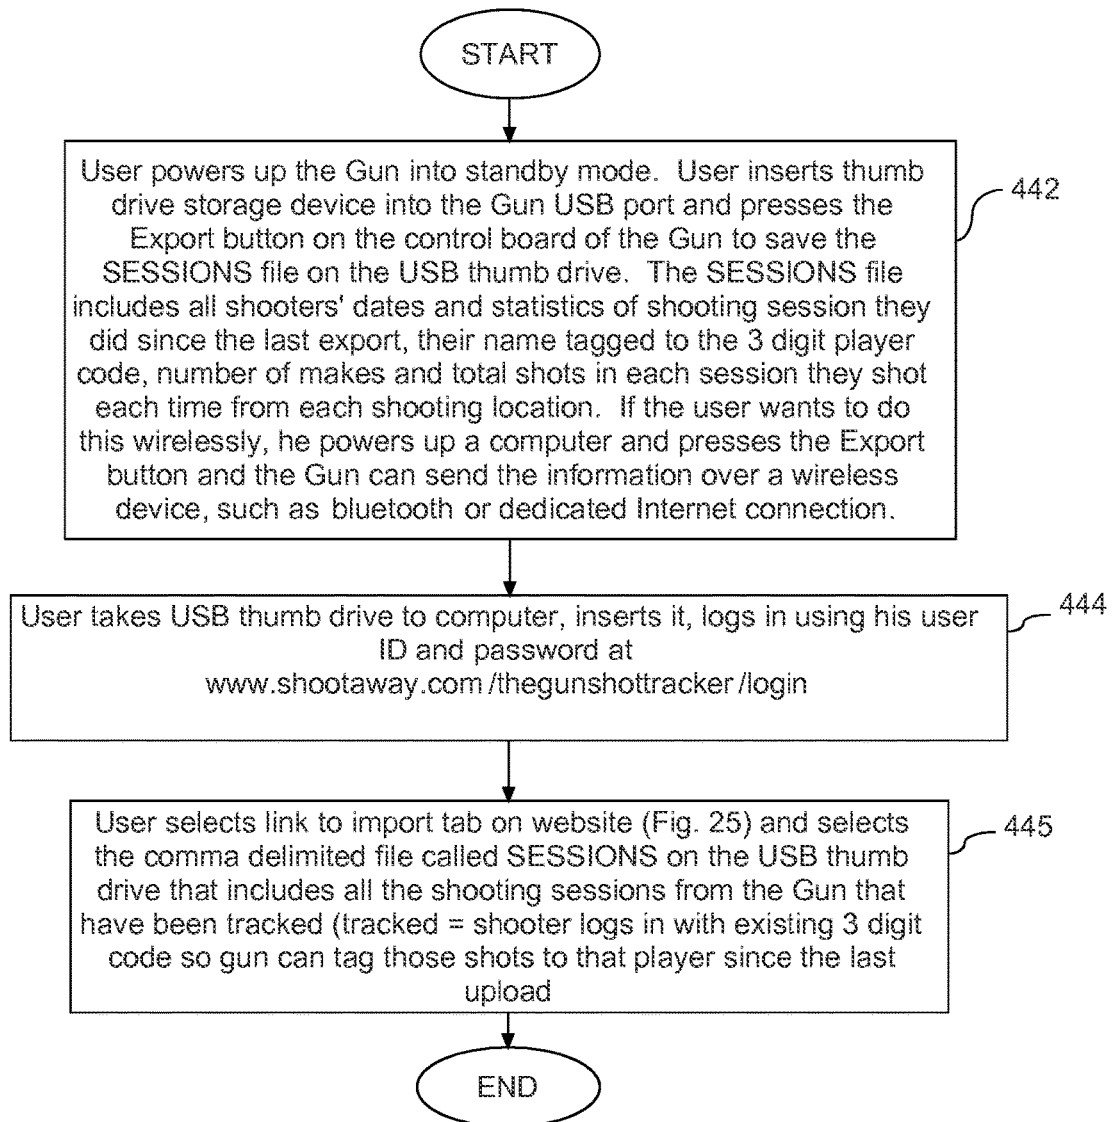 START
User powers up the Gun into standby mode. User inserts thumb
drive storage device into the Gun USB port and presses the
Export button on the control board of the Gun to save the
SESSIONS file on the USB thumb drive. The SESSIONS file
includes all shooters' dates and statistics of shooting session they
did since the last export, their name tagged to the 3 digit player
code, number of makes and total shots in each session they shot
each time from each shooting location. If the user wants to do
this wirelessly, he powers up a computer and presses the Export
button and the Gun can send the information over a wireless
device, such as bluetooth or dedicated Internet connection.
442
User takes USB thumb drive to computer, inserts it, logs in using his user
ID and password at
www.shootaway.com/thegunshottracker/login
444
User selects link to import tab on website (Fig. 25) and selects
the comma delimited file called SESSIONS on the USB thumb
drive that includes all the shooting sessions from the Gun that
have been tracked (tracked = shooter logs in with existing 3 digit
code so gun can tag those shots to that player since the last
upload
445
END